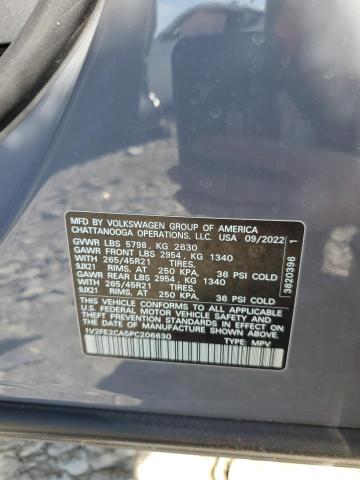 MFD BY VOLKSWAGEN GROUP OF AMERICA
CHATTANOOGA OPERATIONS, LLC. USA 09/2022
GVWR LBS 5798, KG 2630
GAWR FRONT LBS 2954, KG 1340
WITH 265/45R21 TIRES,
9JX21 RIMS, AT 250 KPA, 36 PSI COLD
GAWR REAR LBS 2954, KG 1340
WITH 265/45R21 TIRES,
9JX21 RIMS, AT 250 KPA, 36 PSI COLD
THIS VEHICLE CONFORMS TO ALL APPLICABLE
U.S. FEDERAL MOTOR VEHICLE SAFETY, BUMPER, AND
THEFT PREVENTION STANDARDS IN EFFECT ON THE
DATE OF MANUFACTURE SHOWN ABOVE.
1V2FE2CA5PC206630 TYPE: MPV
3820396 1